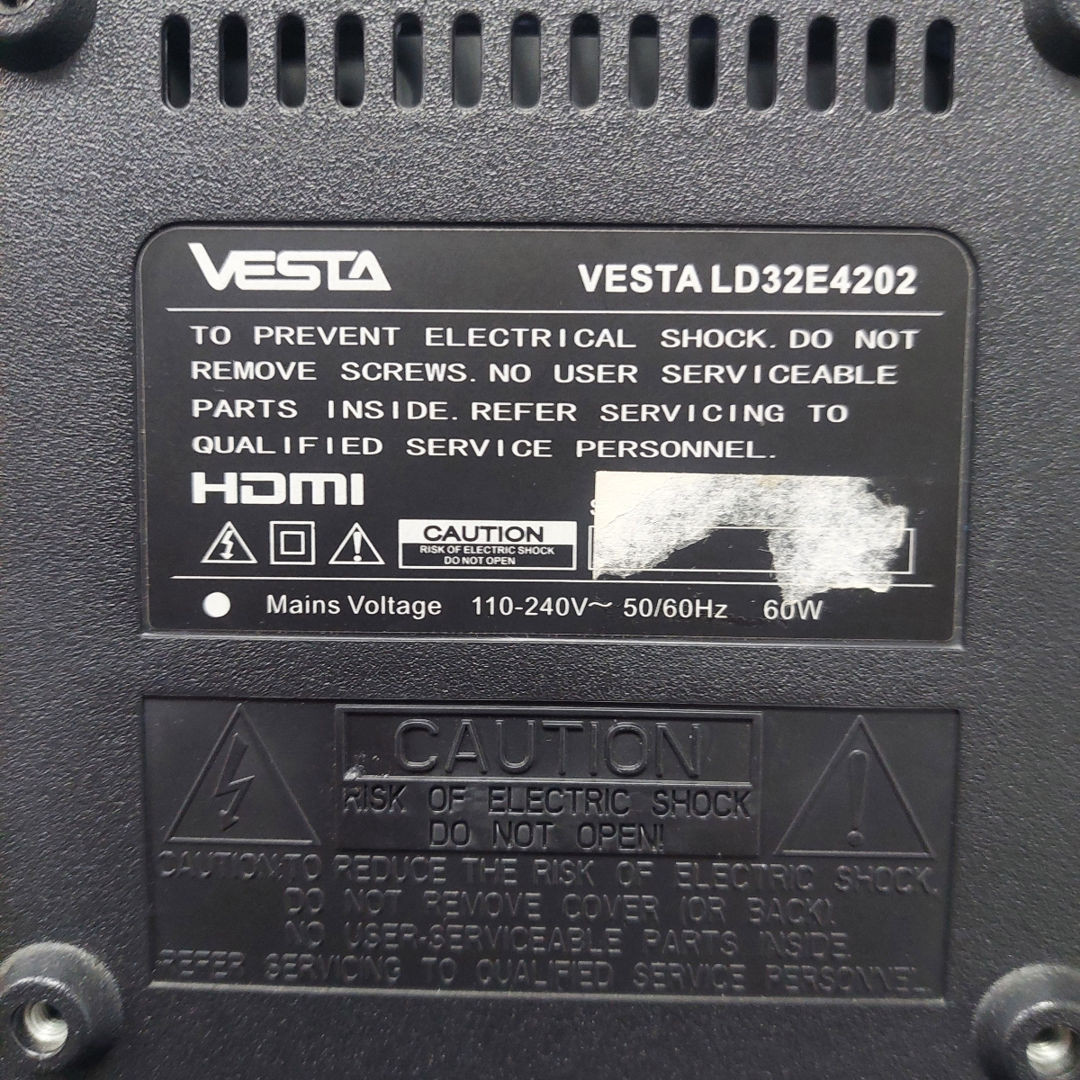 VESTA
VESTA LD32E4202
TO PREVENT ELECTRICAL SHOCK. DO NOT
REMOVE SCREWS. NO USER SERVICEABLE
PARTS INSIDE. REFER SERVICING TO
QUALIFIED SERVICE PERSONNEL.
HDMI
CAUTION
RISK OF ELECTRIC SHOCK
DO NOT OPEN
Mains Voltage 110-240V~ 50/60Hz 60W
CAUTION
RISK OF ELECTRIC SHOCK
DO NOT OPEN!
CAUTION:TO REDUCE THE RISK OF ELECTRIC SHOCK,
DO NOT REMOVE COVER (OR BACK).
NO USER-SERVICEABLE PARTS INSIDE.
REFER SERVICING TO QUALIFIED SERVICE PERSONNEL.